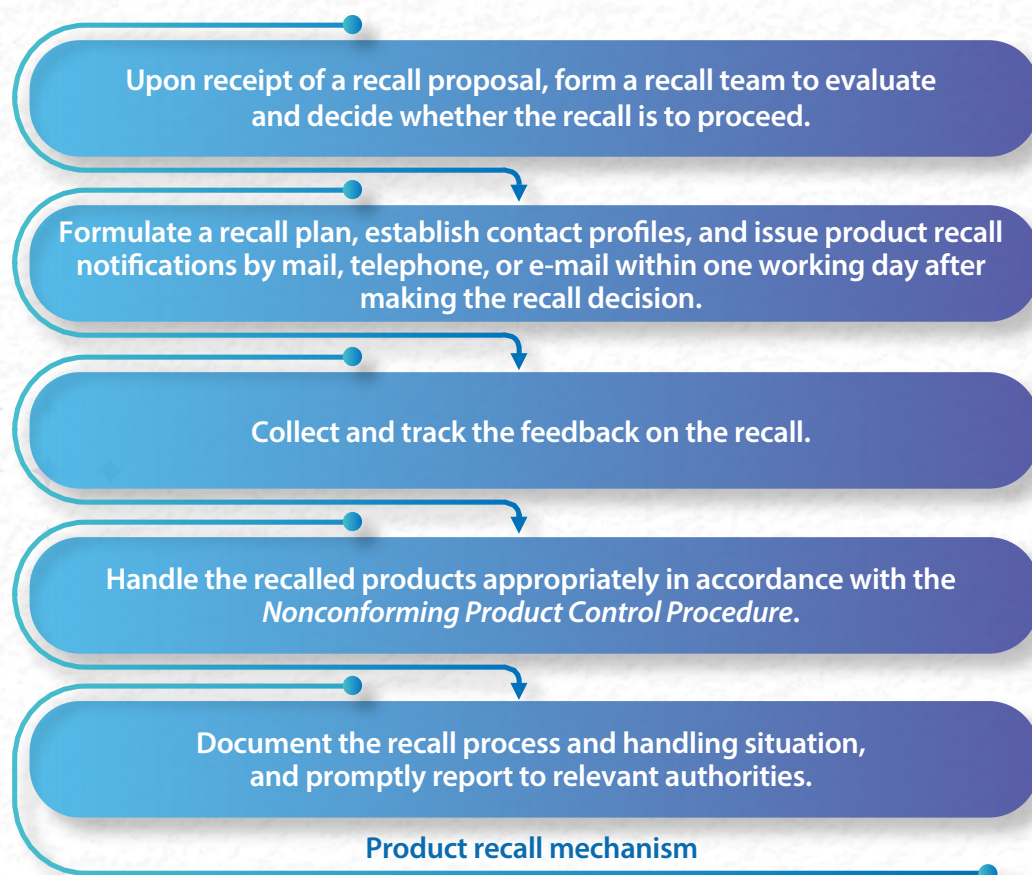 Upon receipt of a recall proposal, form a recall team to evaluate
and decide whether the recall is to proceed.
Formulate a recall plan, establish contact profiles, and issue product recall
notifications by mail, telephone, or e-mail within one working day after
making the recall decision.
Collect and track the feedback on the recall.
Handle the recalled products appropriately in accordance with the
Nonconforming Product Control Procedure.
Document the recall process and handling situation,
and promptly report to relevant authorities.
Product recall mechanism